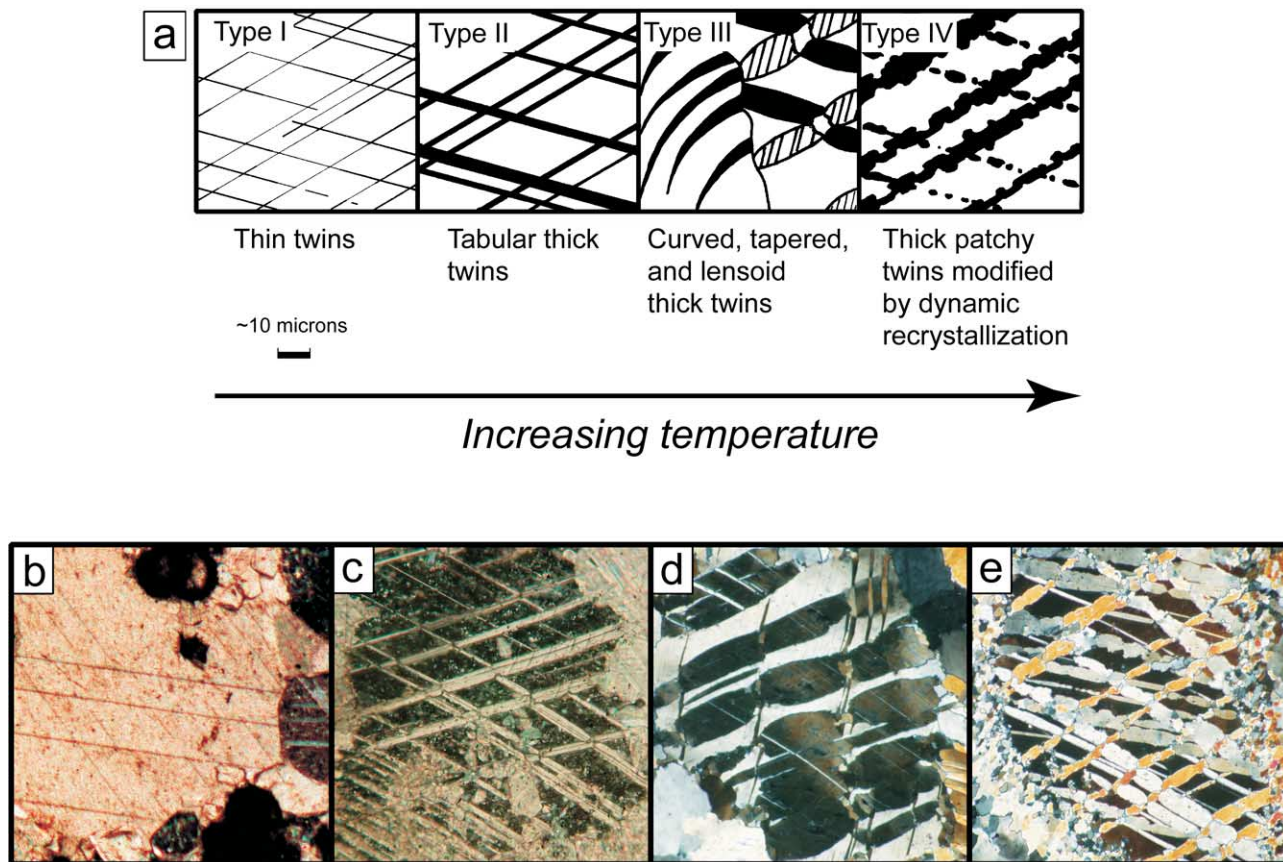 a
Type I
Type II
Type III
Type IV
Thin twins
Tabular thick
twins
Curved, tapered,
and lensoid
thick twins
Thick patchy
twins modified
by dynamic
recrystallization
~10 microns
Increasing temperature
b
c
d
e